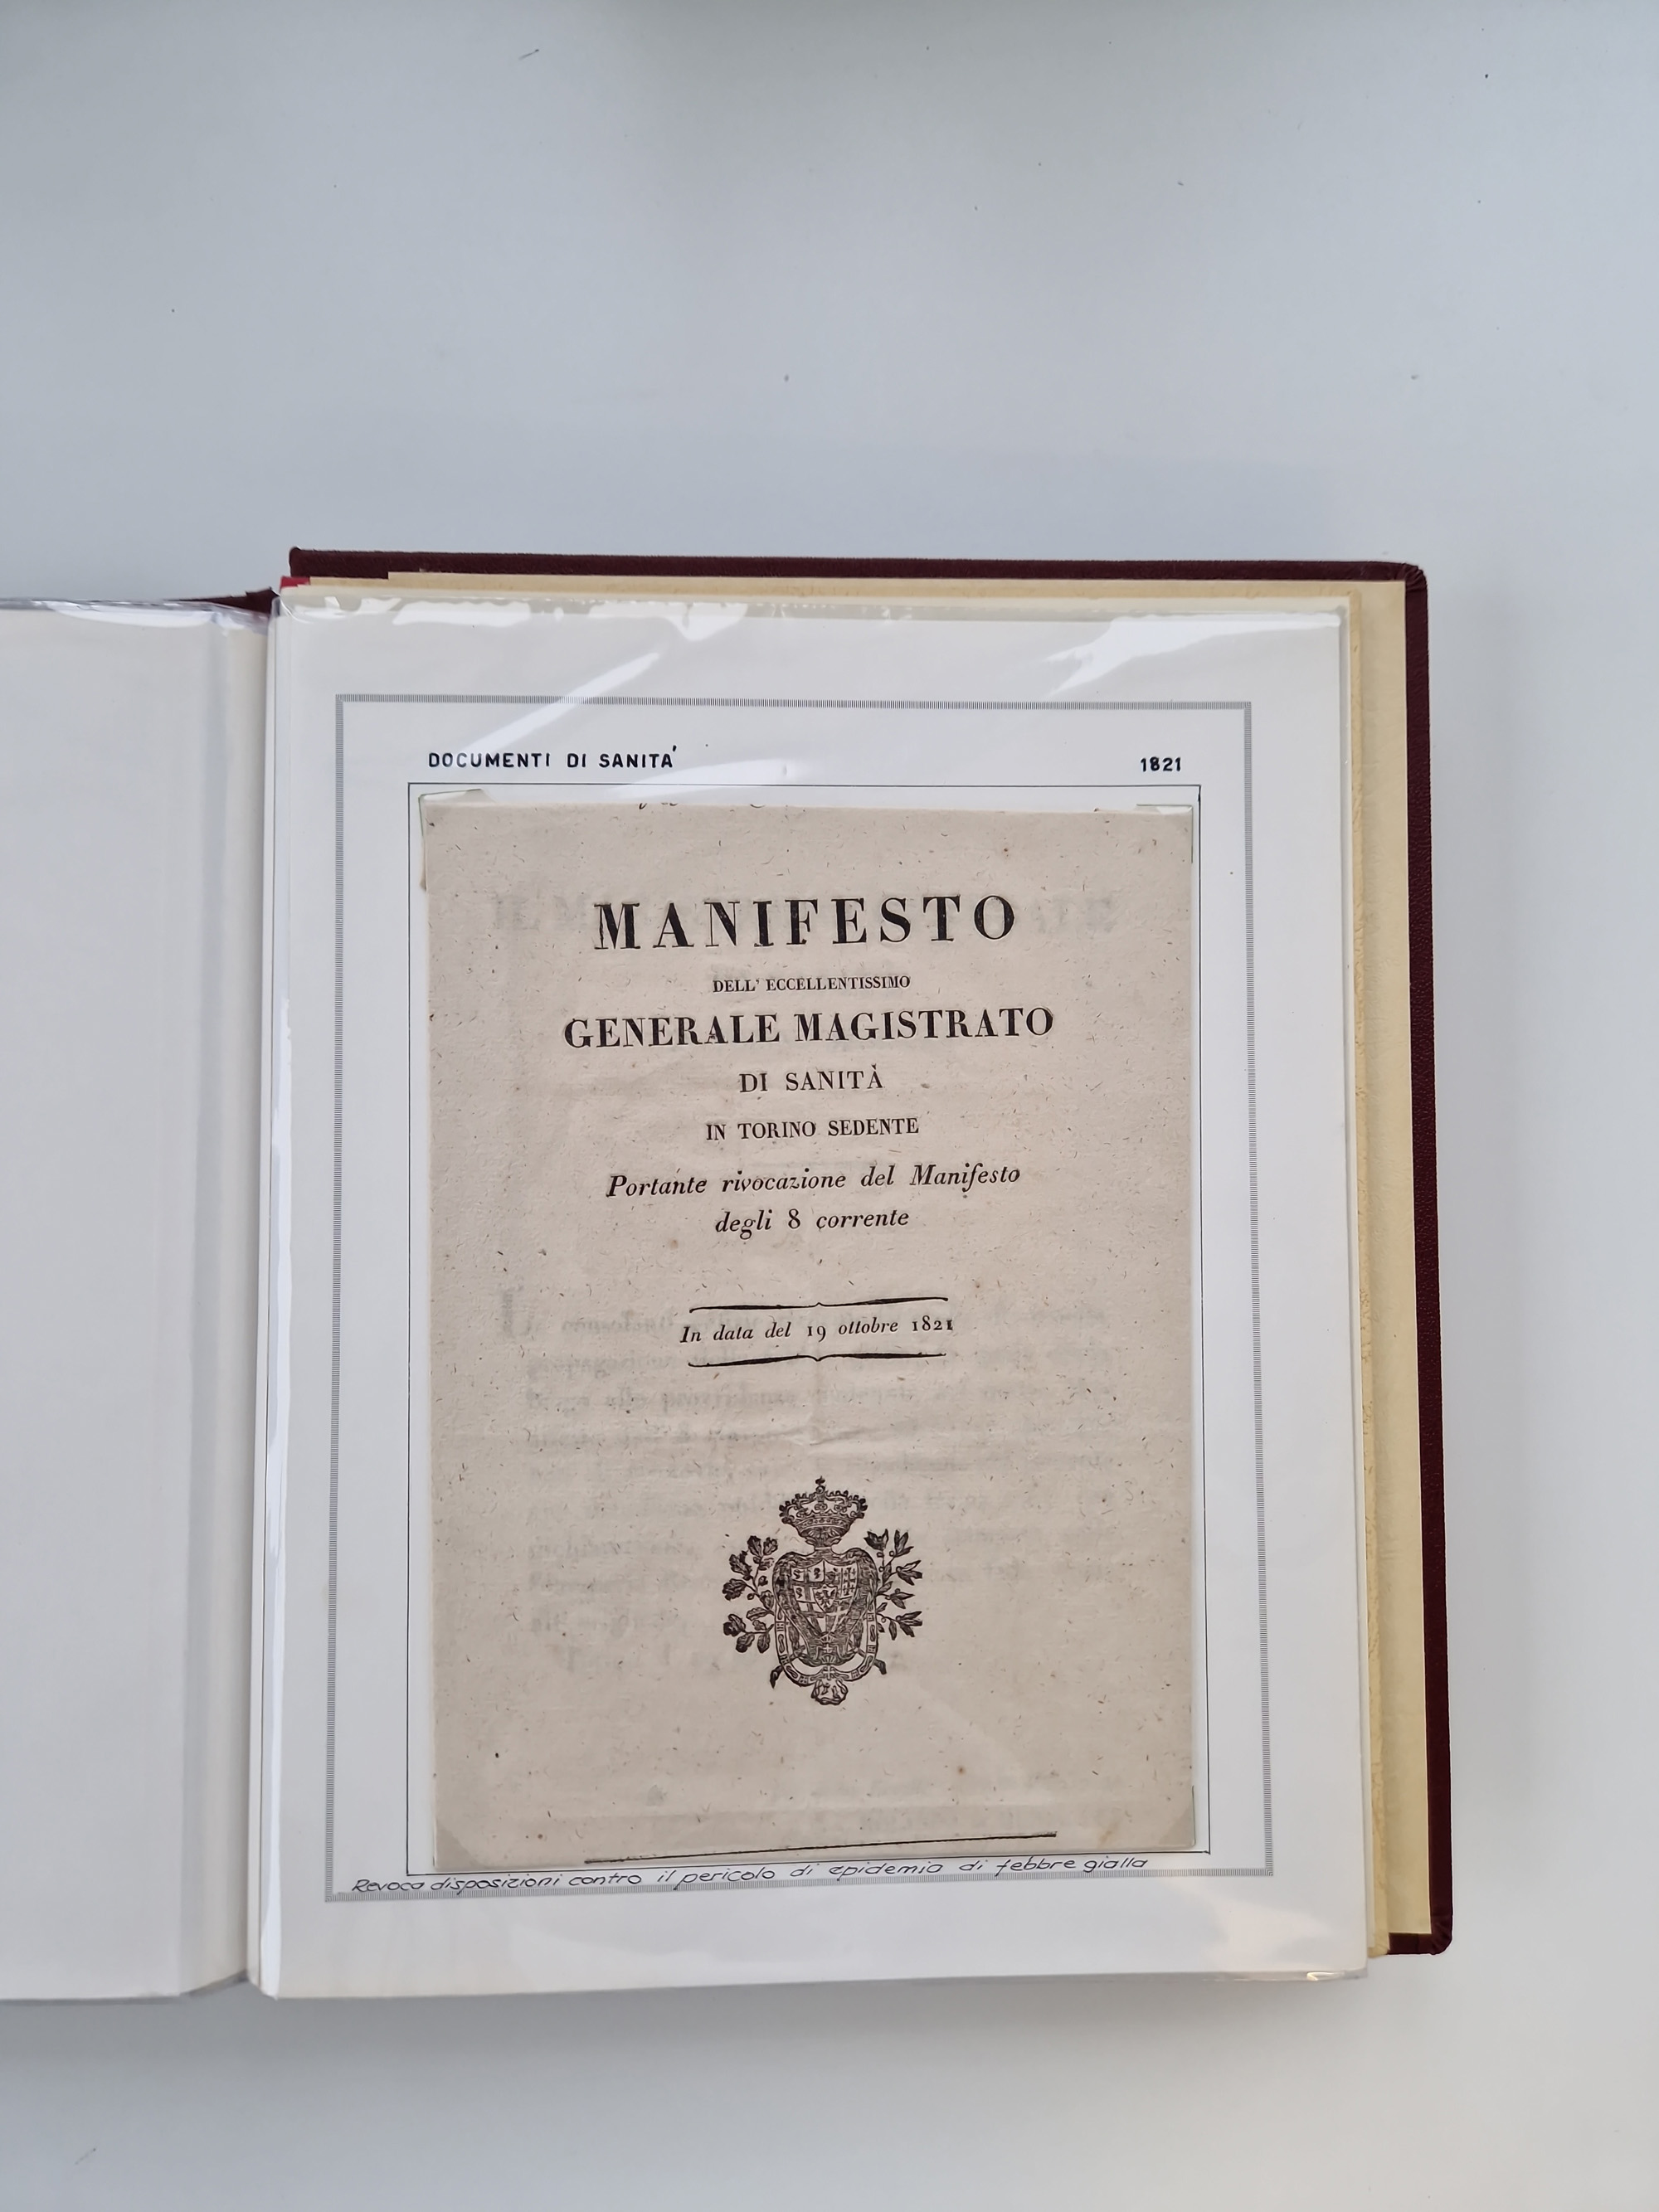 DOCUMENTI DI SANITA' 1821
MANIFESTO
DELL' ECCELLENTISSIMO
GENERALE MAGISTRATO
DI SANITÀ
IN TORINO SEDENTE
Portante rivocazione del Manifesto
degli 8 corrente
In data del 19 ottobre 1821
Revoca disposizioni contro il pericolo di epidemia di febbre gialla